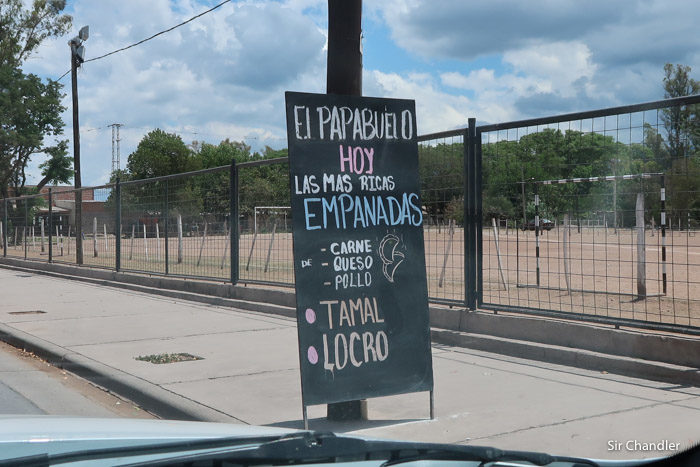 El PAPABUELO
HOY
LAS MAS RICAS
EMPANADAS
DE
- CARNE
- QUESO
- POLLO
TAMAL
LOCRO
Sir Chandler